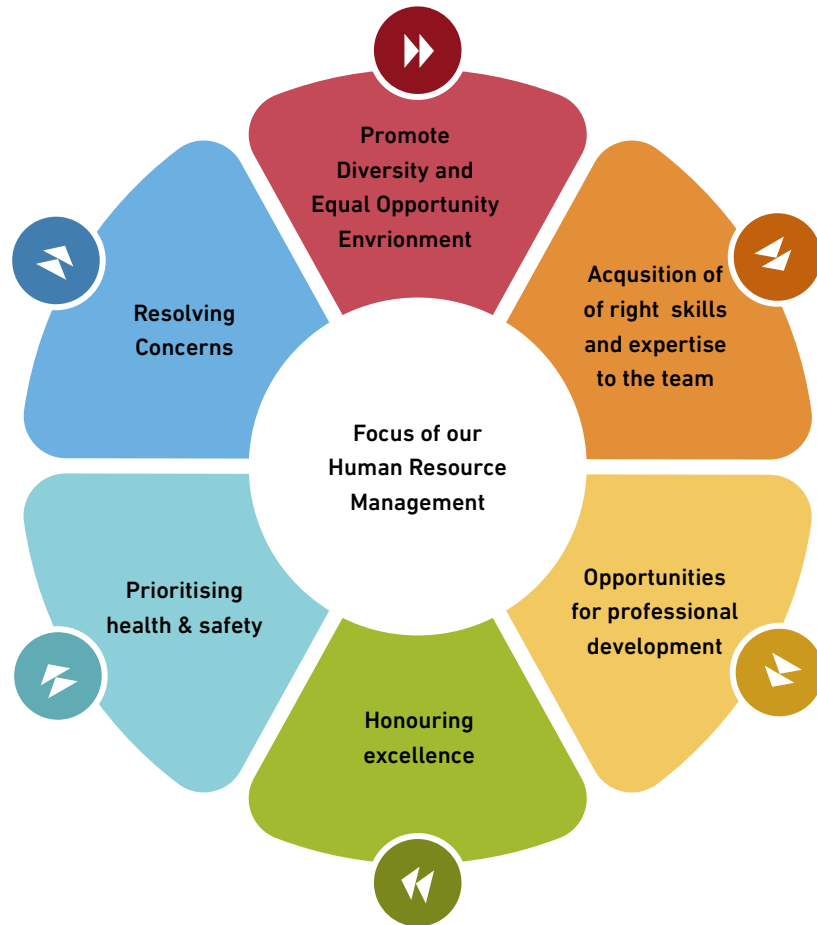 Promote
Diversity and
Equal Opportunity
Envrionment
Acqusition of
of right skills
and expertise
to the team
Opportunities
for professional
development
Honouring
excellence
Prioritising
health & safety
Resolving
Concerns
Focus of our
Human Resource
Management